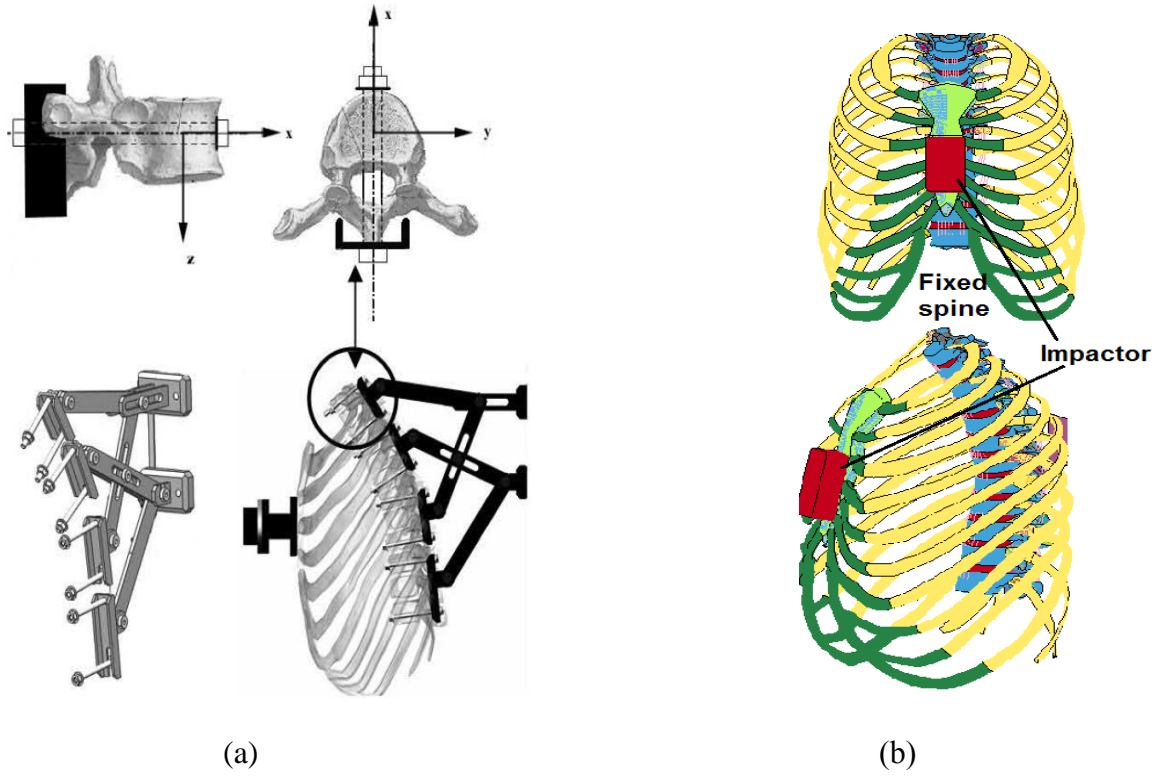 x
x
y
z
Fixed
spine
Impactor
(a)
(b)